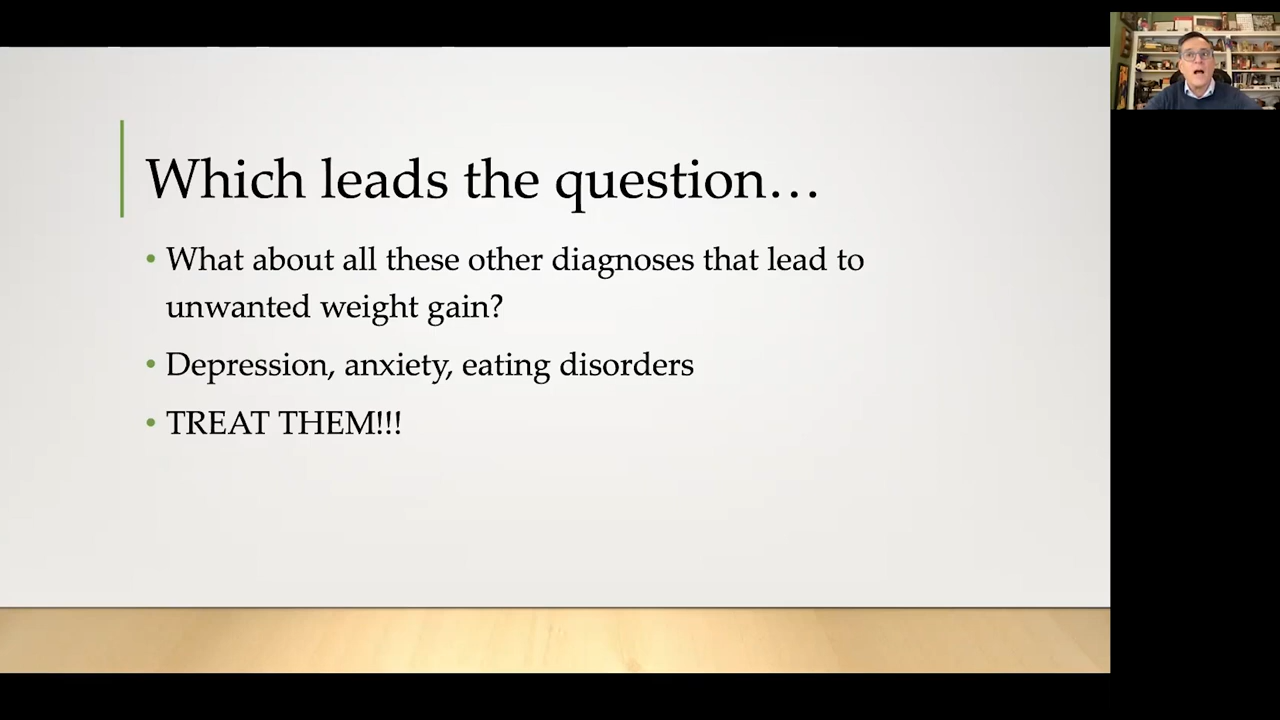 Which leads the question…
• What about all these other diagnoses that lead to
unwanted weight gain?
• Depression, anxiety, eating disorders
• TREAT THEM!!!